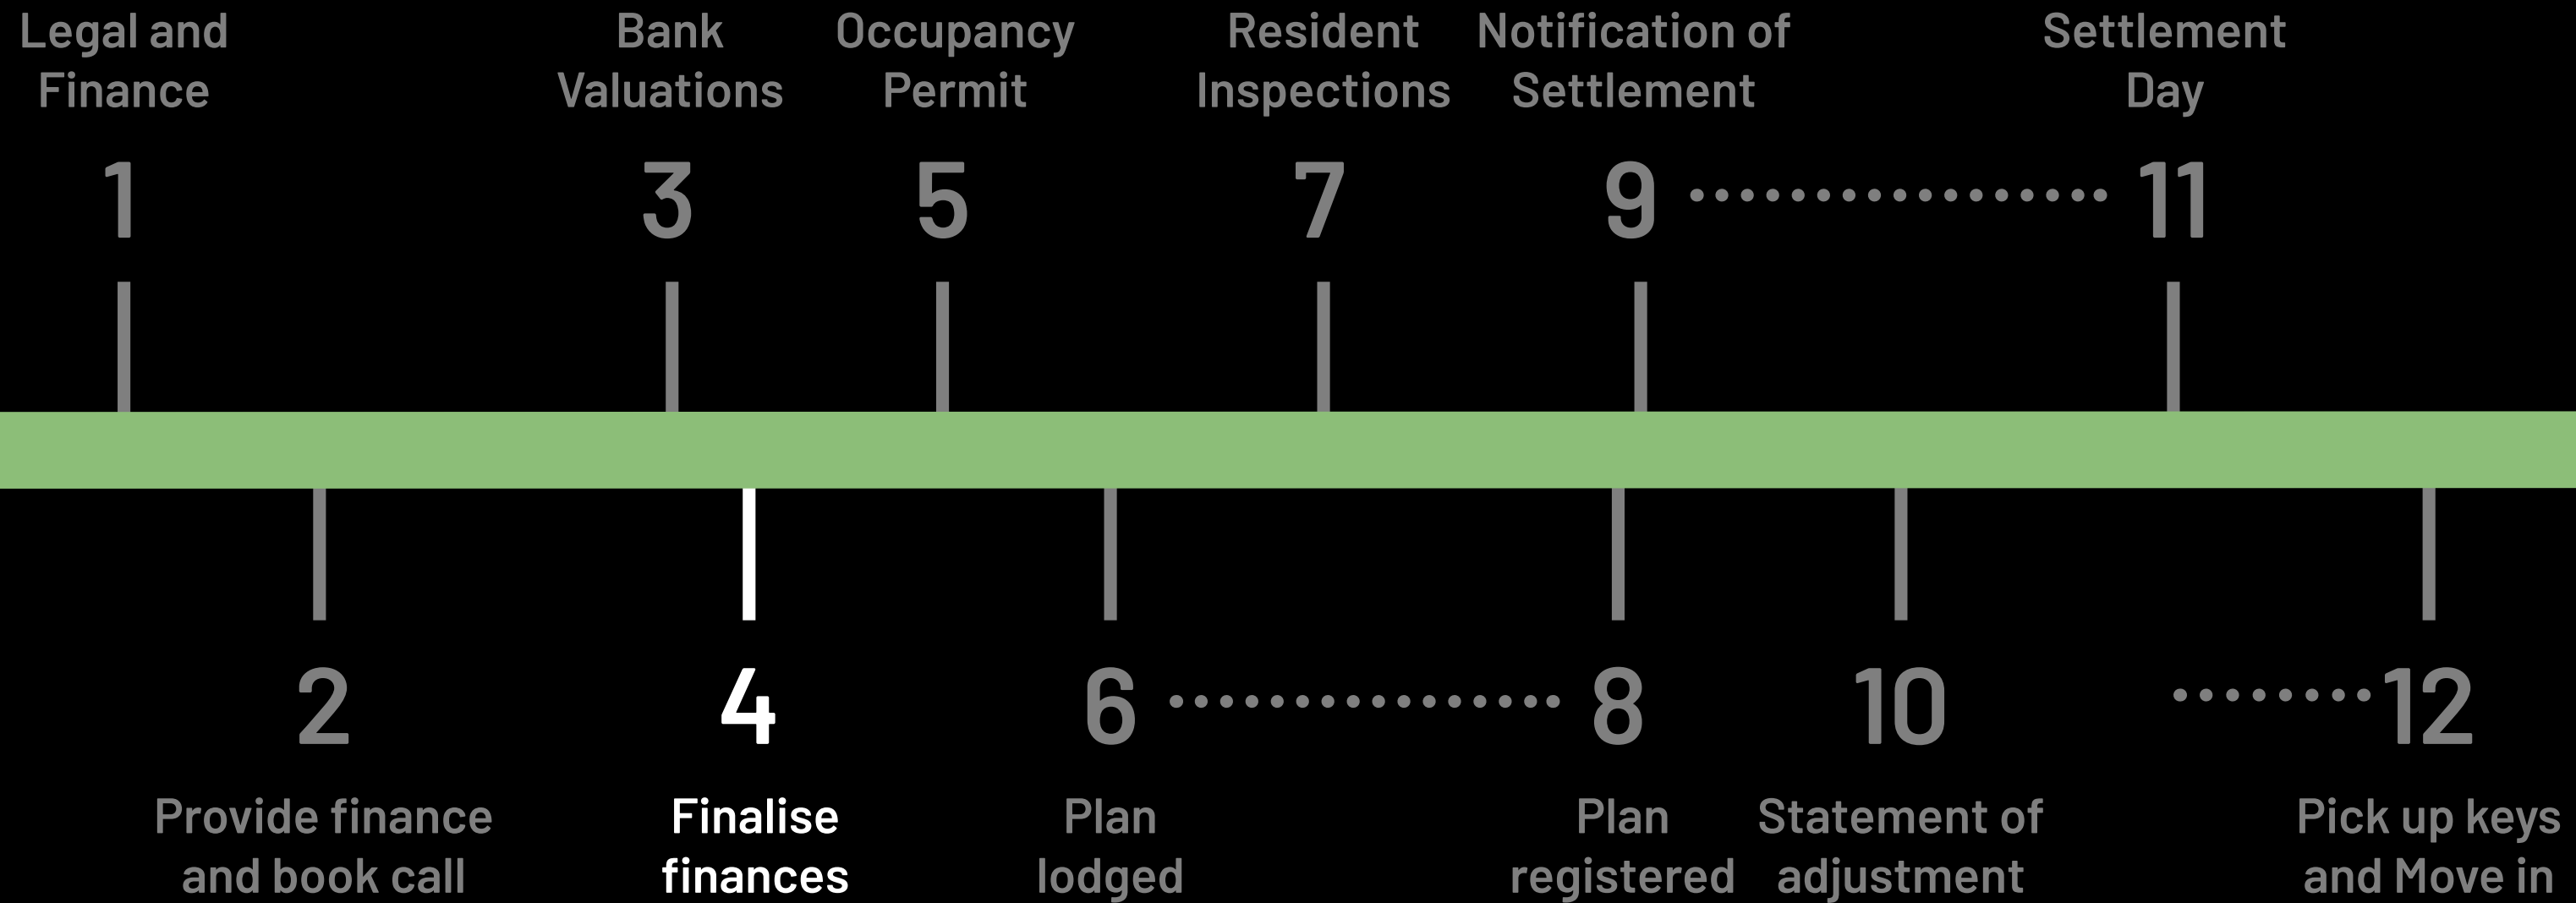 Legal and
Finance
1
Bank
Valuations
3
Occupancy
Permit
5
Resident
Inspections
7
Notification of
Settlement
9
Settlement
Day
11
2
Provide finance
and book call
4
Finalise
finances
6
Plan
lodged
8
Plan
registered
10
Statement of
adjustment
12
Pick up keys
and Move in